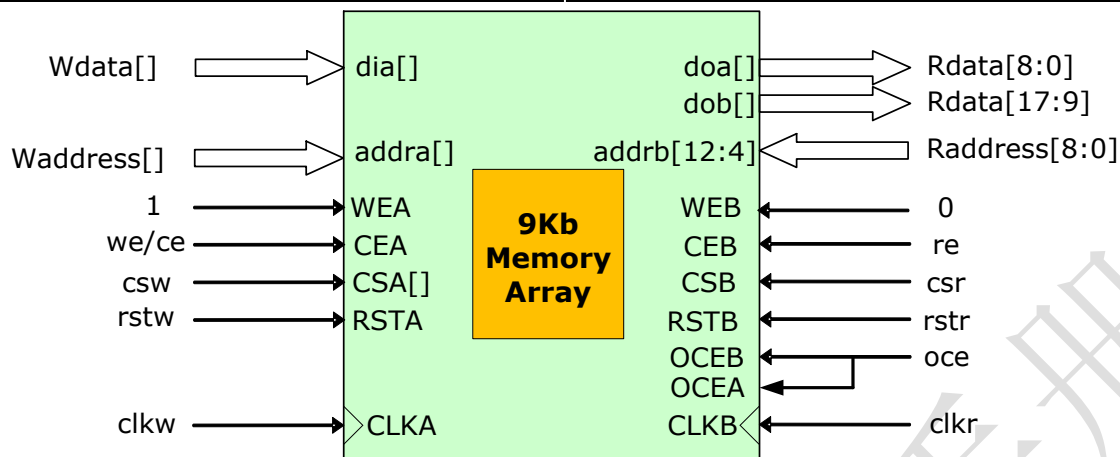 Wdata[]
dia[]
doa[]
Rdata[8:0]
dob[]
Rdata[17:9]
Waddress[]
addra[]
addrb[12:4]
Raddress[8:0]
1
WEA
9Kb
Memory
Array
WEB
0
we/ce
CEA
CEB
re
csw
CSA[]
CSB
csr
rstw
RSTA
RSTB
rstr
OCEB
oce
OCEA
clkw
CLKA
CLKB
clkr